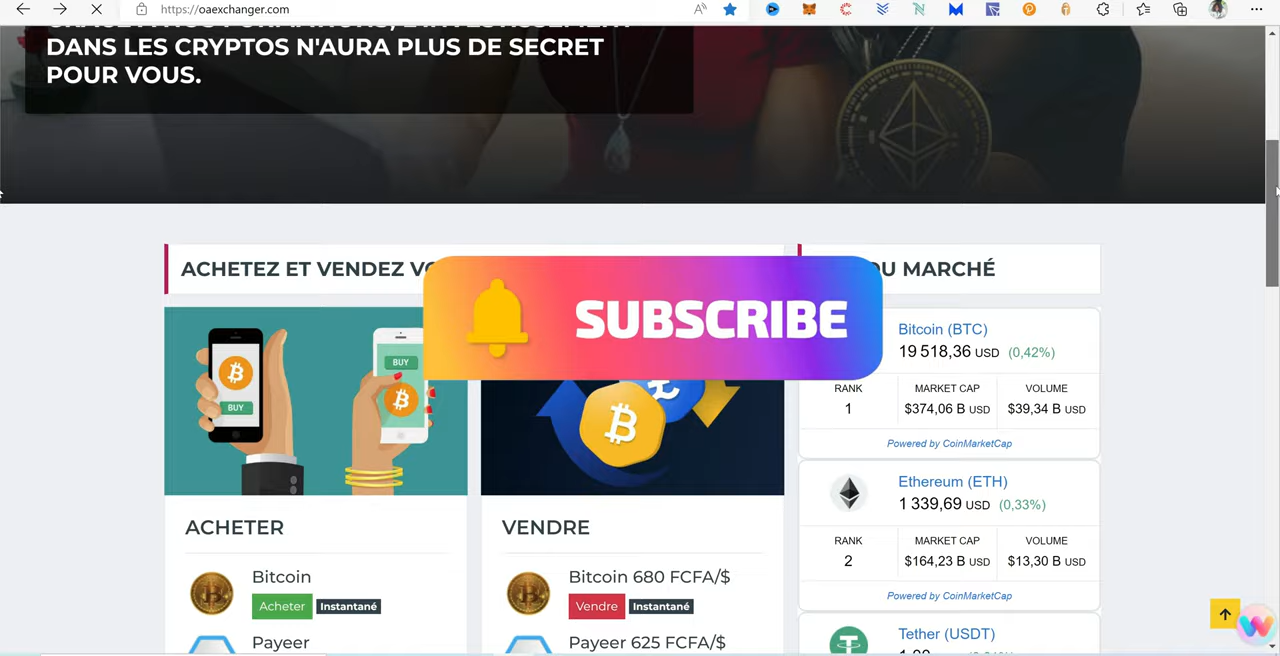 https://oaexchanger.com
DANS LES CRYPTOS N'AURA PLUS DE SECRET
POUR VOUS.
ACHETEZ ET VENDEZ
DU MARCHÉ
SUBSCRIBE
BUY
BUY
Bitcoin (BTC)
19 518,36 USD (0,42%)
RANK MARKET CAP VOLUME
1 $374,06 B USD $39,34 B USD
Powered by CoinMarketCap
Ethereum (ETH)
1 339,69 USD (0,33%)
RANK MARKET CAP VOLUME
2 $164,23 B USD $13,30 B USD
Powered by CoinMarketCap
Tether (USDT)
ACHETER
Bitcoin
Acheter Instantané
Payeer
VENDRE
Bitcoin 680 FCFA/$
Vendre Instantané
Payeer 625 FCFA/$